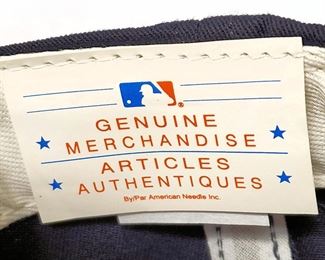 GENUINE
MERCHANDISE
ARTICLES
AUTHENTIQUES
By/Par American Needle Inc.